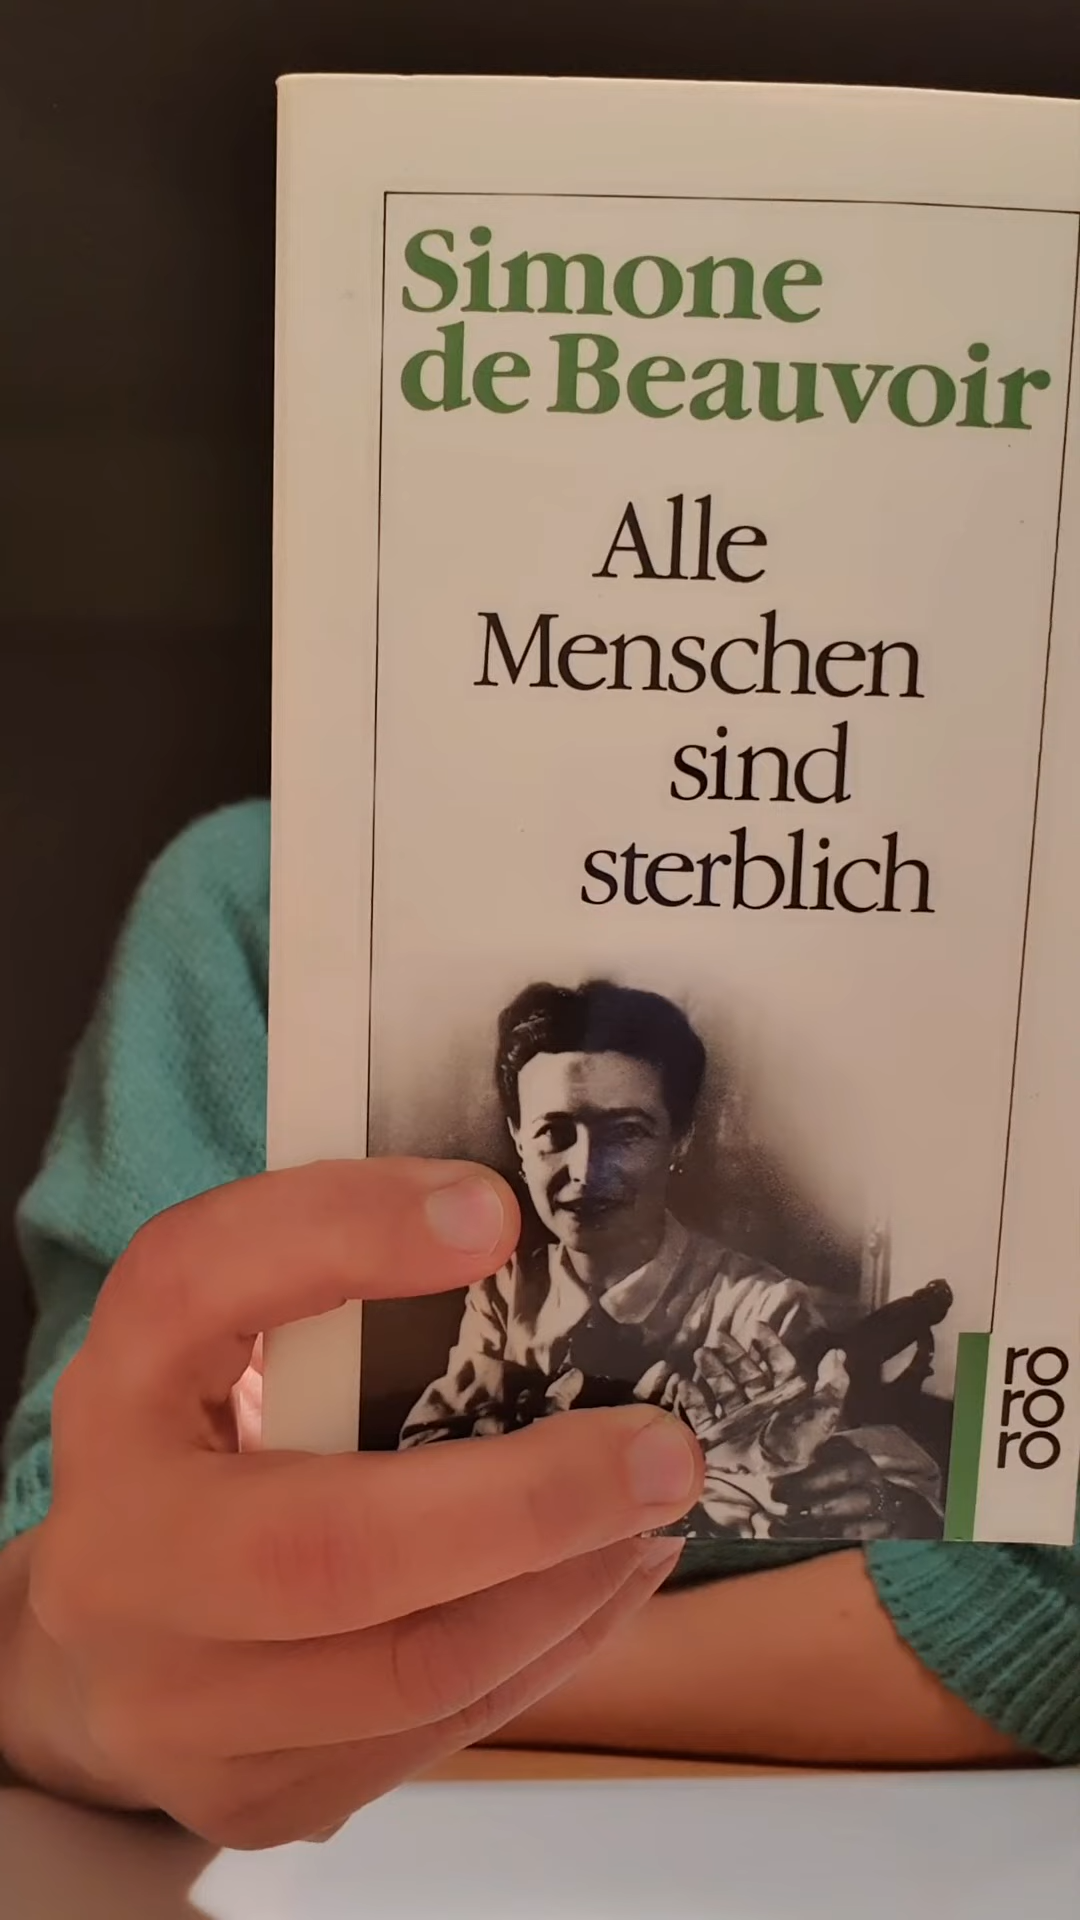 Simone
de Beauvoir
Alle
Menschen
sind
sterblich
ro
ro
ro